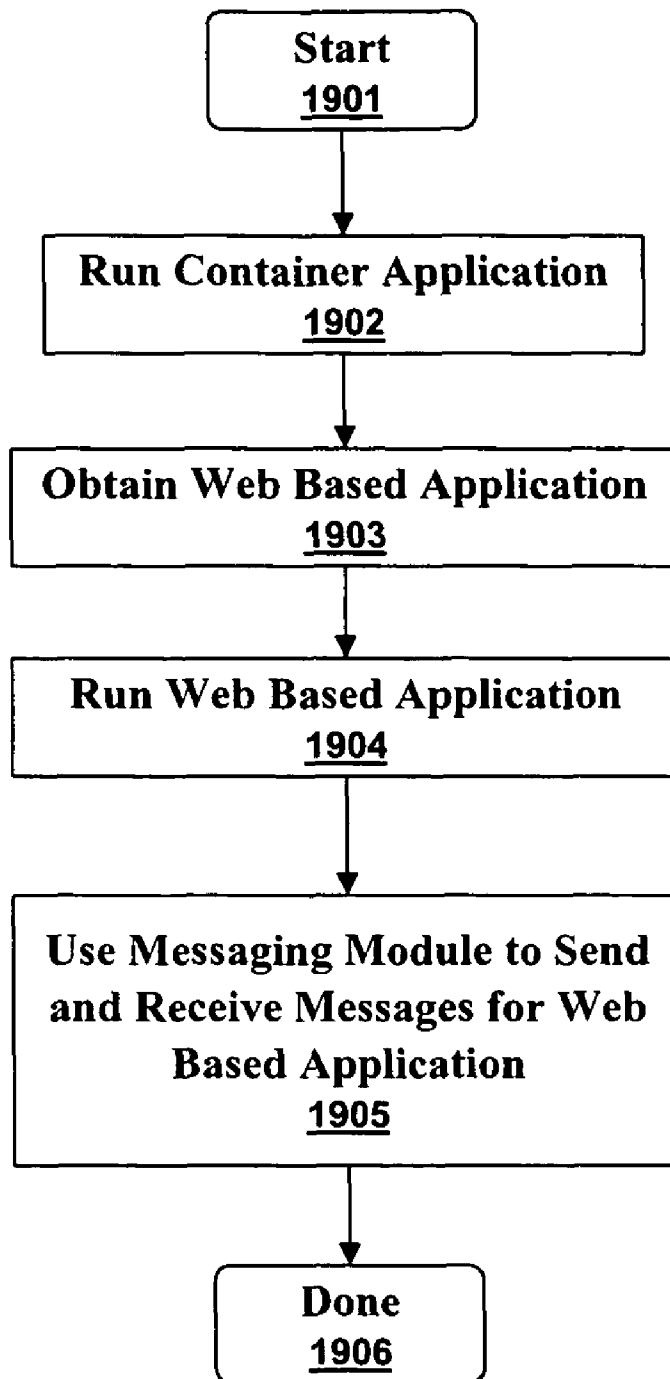 Start
1901
Run Container Application
1902
Obtain Web Based Application
1903
Run Web Based Application
1904
Use Messaging Module to Send
and Receive Messages for Web
Based Application
1905
Done
1906